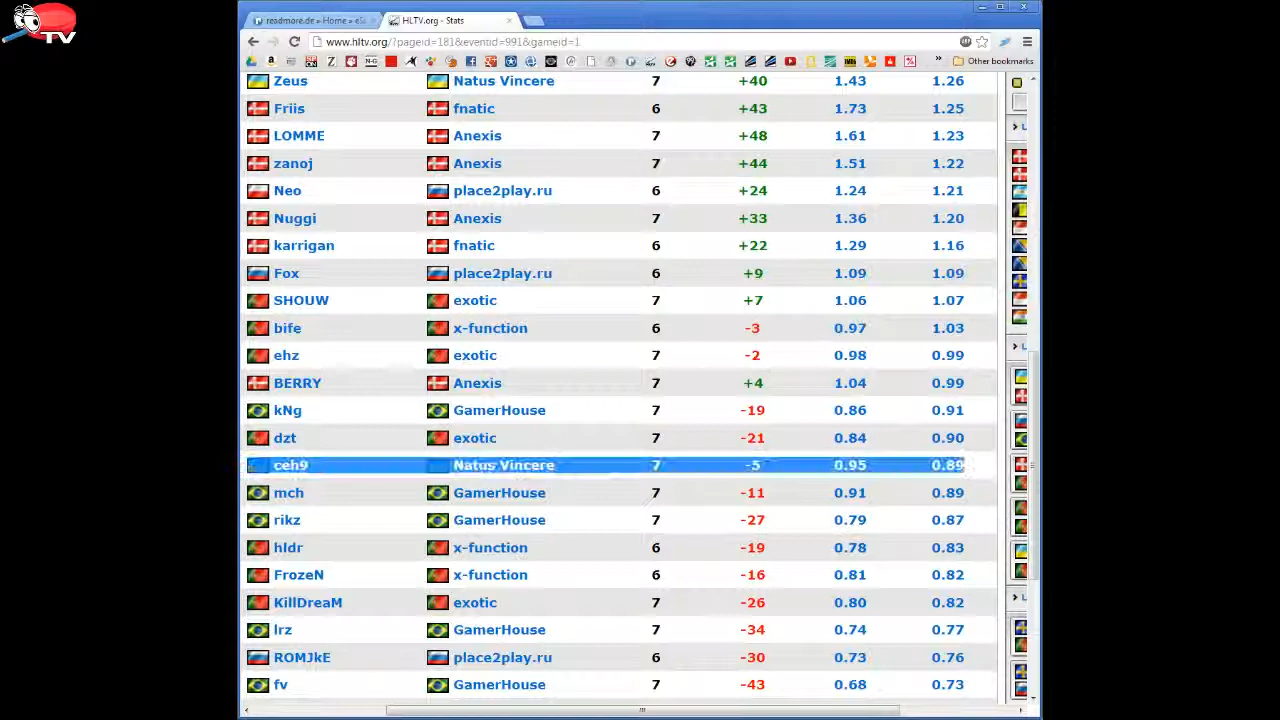 TV
readmore.de » Home » eS
HLTV.org - Stats
www.hltv.org/?pageid=181&eventid=991&gameid=1
Other bookmarks
Zeus Natus Vincere 7 +40 1.43 1.26
Friis fnatic 6 +43 1.73 1.25
LOMME Anexis 7 +48 1.61 1.23
zanoj Anexis 7 +44 1.51 1.22
Neo place2play.ru 6 +24 1.24 1.21
Nuggi Anexis 7 +33 1.36 1.20
karrigan fnatic 6 +22 1.29 1.16
Fox place2play.ru 6 +9 1.09 1.09
SHOUW exotic 7 +7 1.06 1.07
bife x-function 6 -3 0.97 1.03
ehz exotic 7 -2 0.98 0.99
BERRY Anexis 7 +4 1.04 0.99
kNg GamerHouse 7 -19 0.86 0.91
dzt exotic 7 -21 0.84 0.90
ceh9 Natus Vincere 7 -5 0.95 0.89
mch GamerHouse 7 -11 0.91 0.89
rikz GamerHouse 7 -27 0.79 0.87
hldr x-function 6 -19 0.78 0.83
FrozeN x-function 6 -16 0.81 0.82
KillDreaM exotic 7 -26 0.80 0.82
lrz GamerHouse 7 -34 0.74 0.77
ROMJkE place2play.ru 6 -30 0.73 0.76
fv GamerHouse 7 -43 0.68 0.73